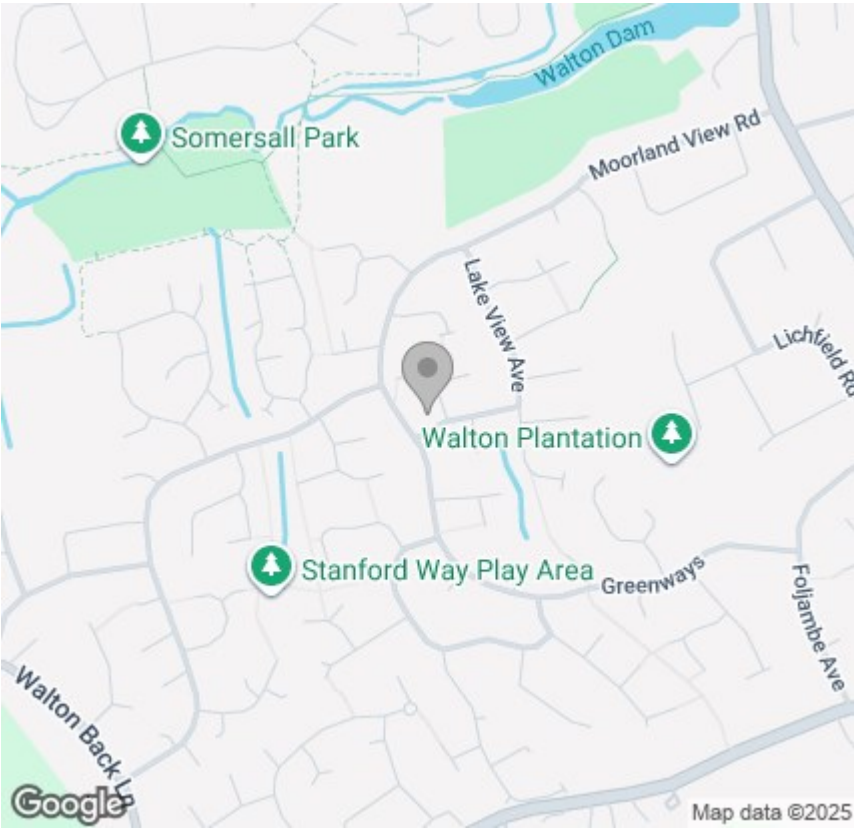 Walton Dam
Somersall Park
Moorland View Rd
Lake View Ave
Lichfield Rd
Walton Plantation
Stanford Way Play Area
Greenways
Foljambe Ave
Walton Back Ln
Google
Map data ©2025